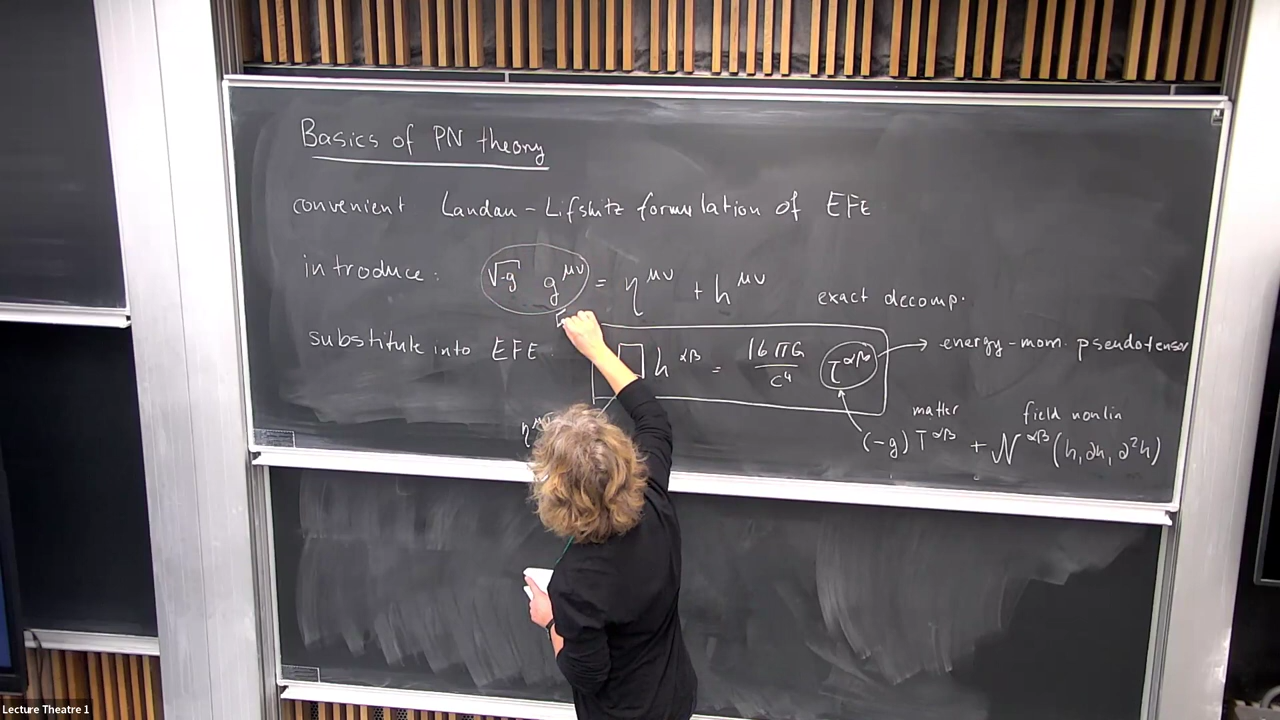 Basics of PN theory
convenient Landau-Lifshitz formulation of EFE
introduce: √-g g^μν = η^μν + h^μν exact decomp.
substitute into EFE □ h^αβ = 16πG/c⁴ τ^αβ → energy-mom. pseudotensor
matter field nonlin
η^μν (-g) T^αβ + N^αβ (h, ∂h, ∂²h)
Lecture Theatre 1